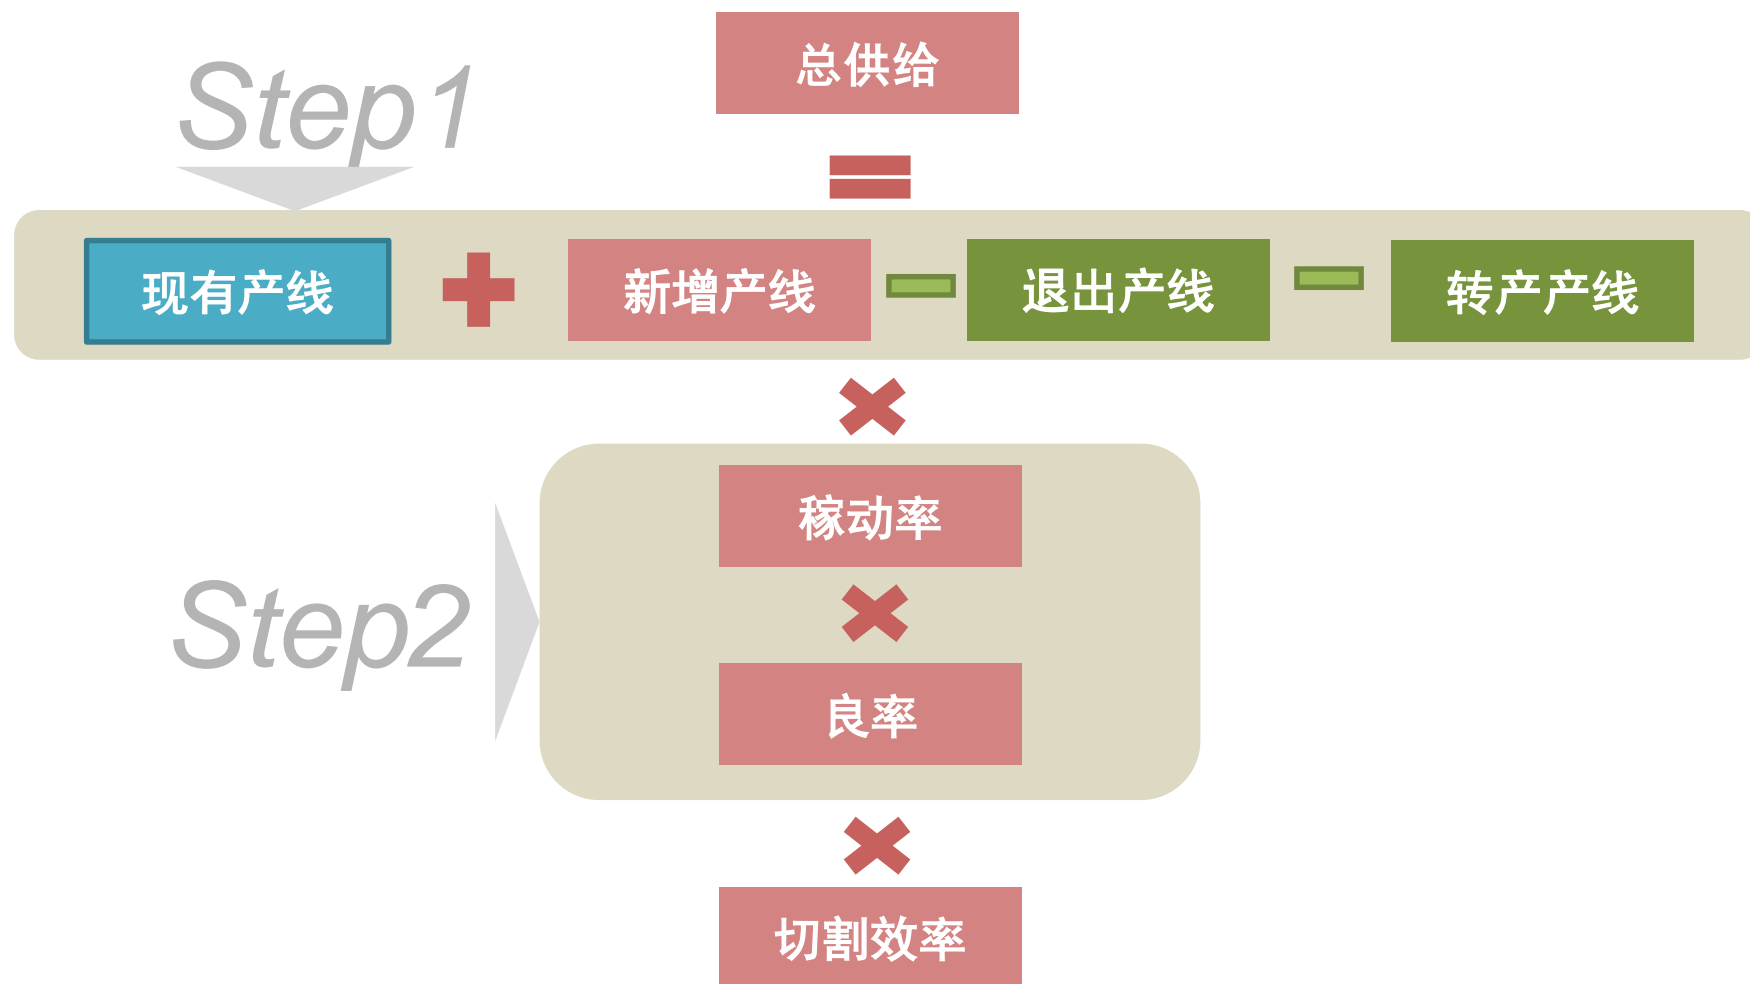 总供给
Step1
现有产线
新增产线
退出产线
转产产线
稼动率
Step2
良率
切割效率